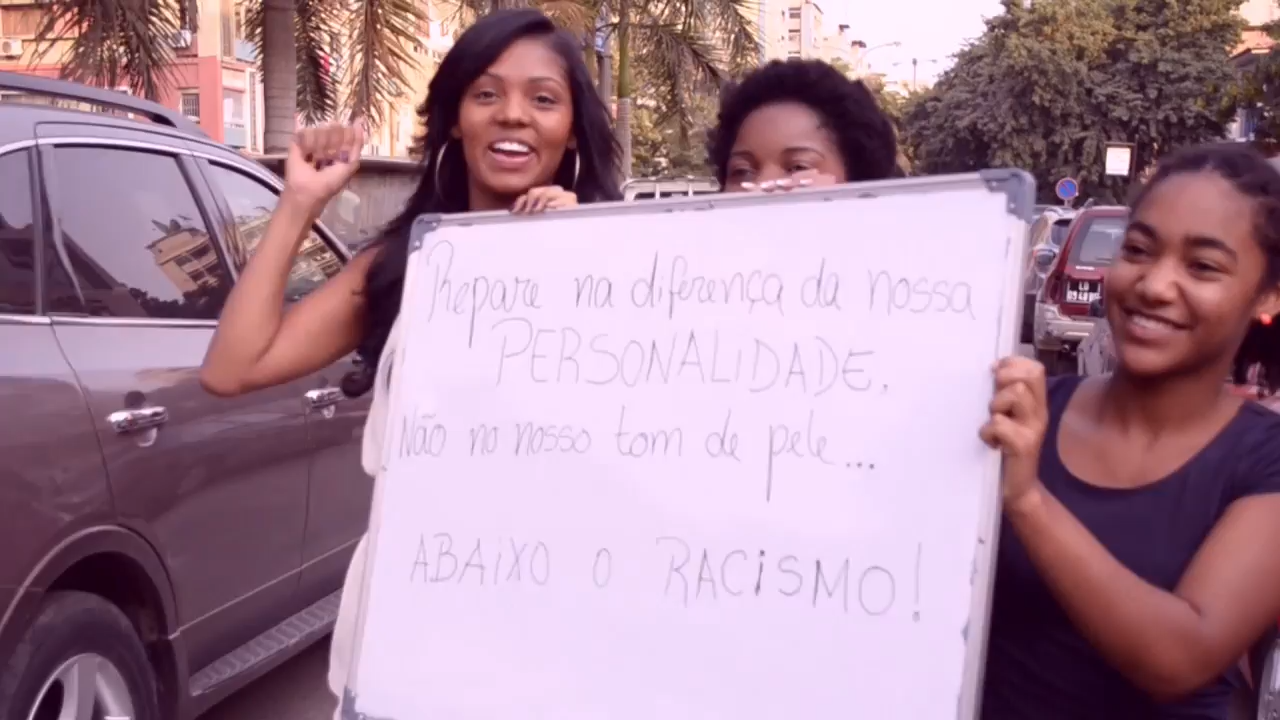 Repare na diferença da nossa
PERSONALIDADE.
Não no nosso tom de pele...
ABAIXO O RACISMO!